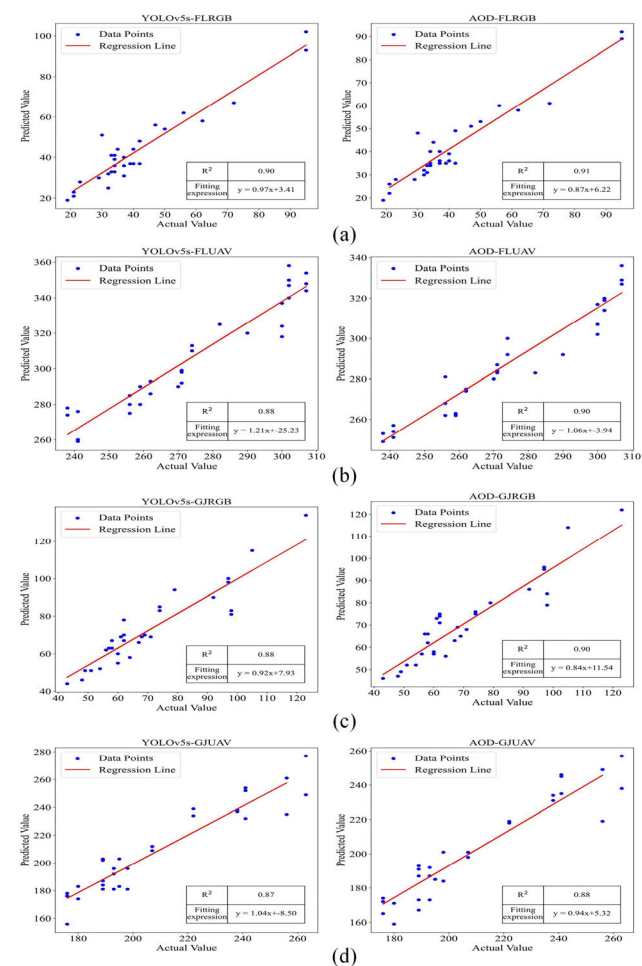 YOLOv5s-FLRGB
Data Points
Regression Line
100
80
60
40
20
Predicted Value
R² 0.90
Fitting expression y = 0.97x+3.41
20 30 40 50 60 70 80 90
Actual Value
AOD-FLRGB
Data Points
Regression Line
90
80
70
60
50
40
30
20
Predicted Value
R² 0.91
Fitting expression y = 0.87x+6.22
20 30 40 50 60 70 80 90
Actual Value
(a)
YOLOv5s-FLUAV
Data Points
Regression Line
360
340
320
300
280
260
Predicted Value
R² 0.88
Fitting expression y = 1.21x+-25.23
240 250 260 270 280 290 300 310
Actual Value
AOD-FLUAV
Data Points
Regression Line
340
320
300
280
260
Predicted Value
R² 0.90
Fitting expression y = 1.06x+-3.94
240 250 260 270 280 290 300 310
Actual Value
(b)
YOLOv5s-GJRGB
Data Points
Regression Line
140
120
100
80
60
40
Predicted Value
R² 0.88
Fitting expression y = 0.92x+7.93
40 50 60 70 80 90 100 110 120
Actual Value
AOD-GJRGB
Data Points
Regression Line
120
110
100
90
80
70
60
50
40
Predicted Value
R² 0.90
Fitting expression y = 0.84x+11.54
40 50 60 70 80 90 100 110 120
Actual Value
(c)
YOLOv5s-GJUAV
Data Points
Regression Line
280
260
240
220
200
180
160
Predicted Value
R² 0.87
Fitting expression y = 1.04x+-8.50
180 200 220 240 260
Actual Value
AOD-GJUAV
Data Points
Regression Line
260
240
220
200
180
160
Predicted Value
R² 0.88
Fitting expression y = 0.94x+5.32
180 200 220 240 260
Actual Value
(d)